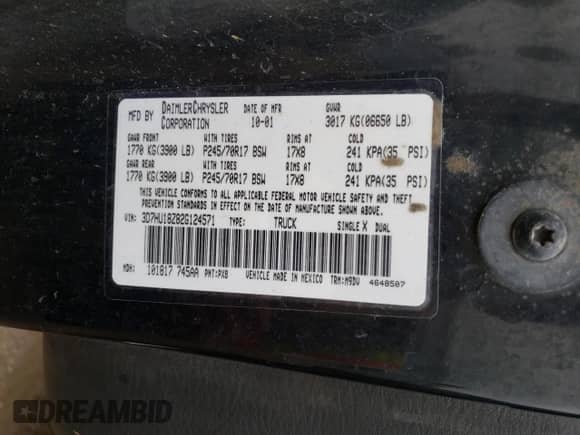 MFD BY DAIMLERCHRYSLER CORPORATION DATE OF MFR 10-01 GVWR 3017 KG(06650 LB)
GAWR FRONT WITH TIRES RIMS AT COLD
1770 KG(3900 LB) P245/70R17 BSW 17X8 241 KPA(35 PSI)
GAWR REAR WITH TIRES RIMS AT COLD
1770 KG(3900 LB) P245/70R17 BSW 17X8 241 KPA(35 PSI)
THIS VEHICLE CONFORMS TO ALL APPLICABLE FEDERAL MOTOR VEHICLE SAFETY AND THEFT
PREVENTION STANDARDS IN EFFECT ON THE DATE OF MANUFACTURE SHOWN ABOVE.
VIN: 3D7HU18Z82G124571 TYPE: TRUCK SINGLE X DUAL
MDH: 101817 745AA PNT:PXB VEHICLE MADE IN MEXICO TRM:M9DV 4648507
DREAMBID